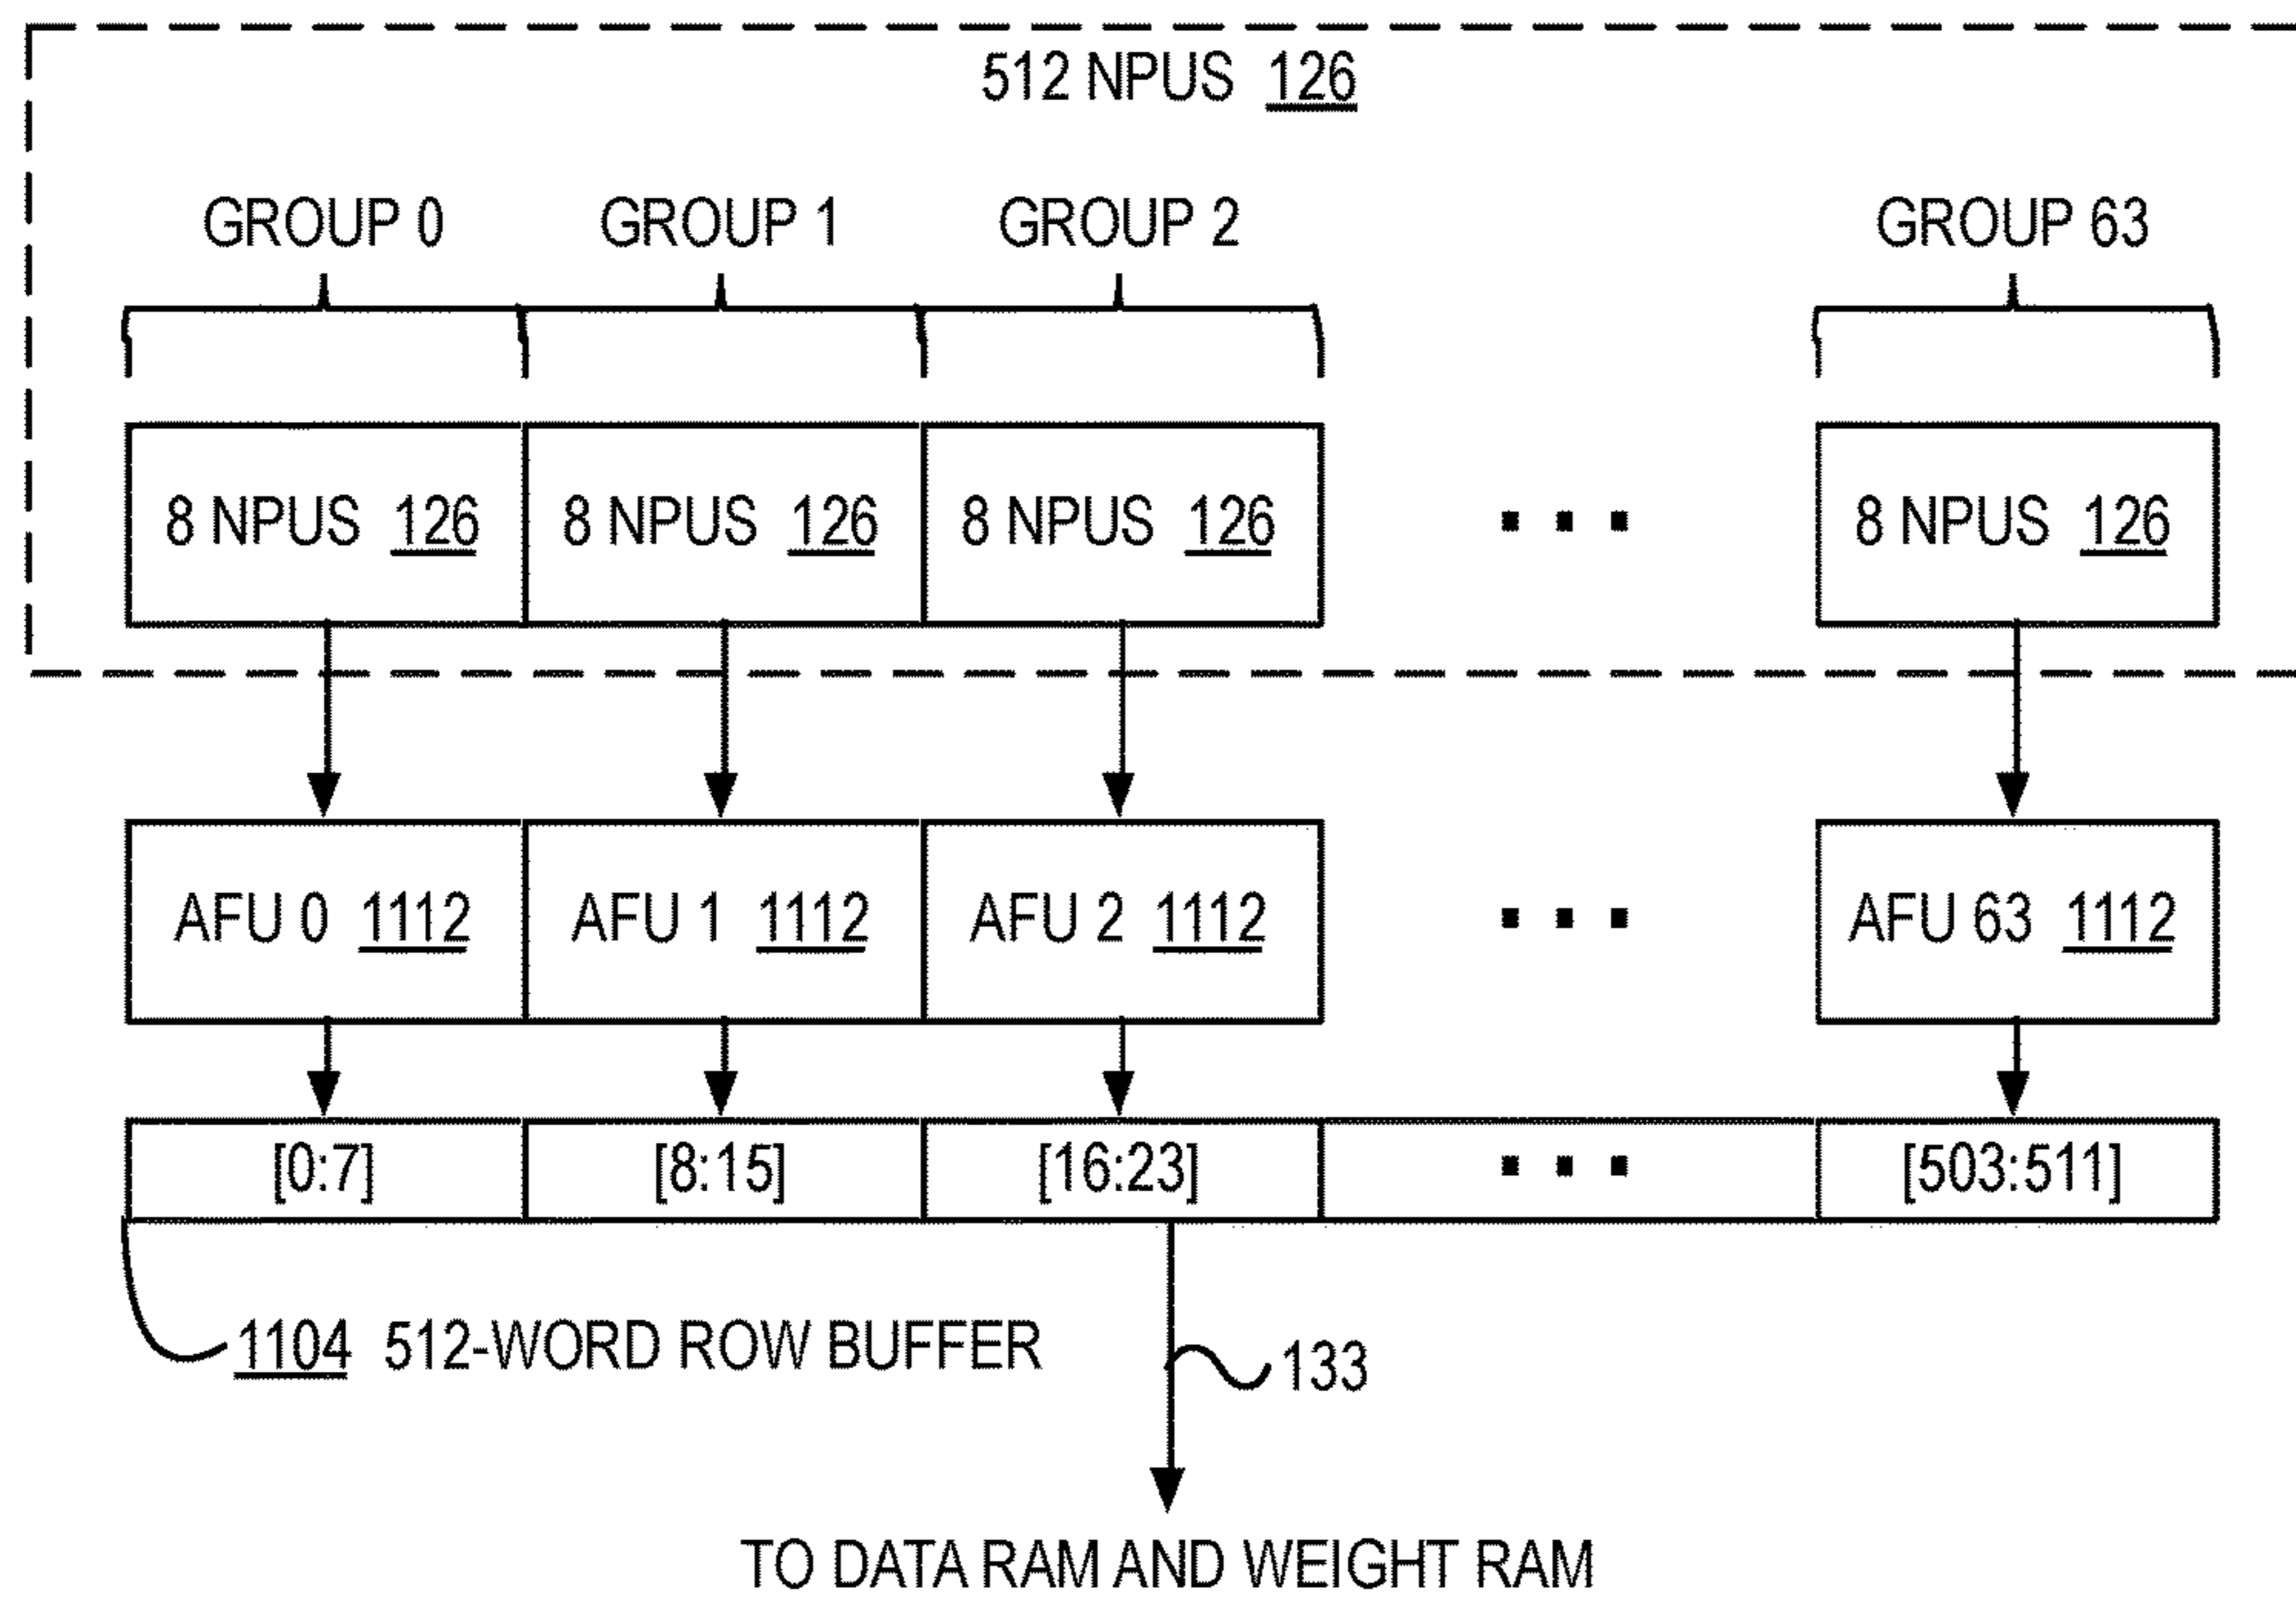 512 NPUS 126
GROUP 0 GROUP 1 GROUP 2 GROUP 63
8 NPUS 126 8 NPUS 126 8 NPUS 126 ... 8 NPUS 126
AFU 0 1112 AFU 1 1112 AFU 2 1112 ... AFU 63 1112
[0:7] [8:15] [16:23] ... [503:511]
1104 512-WORD ROW BUFFER 133
TO DATA RAM AND WEIGHT RAM